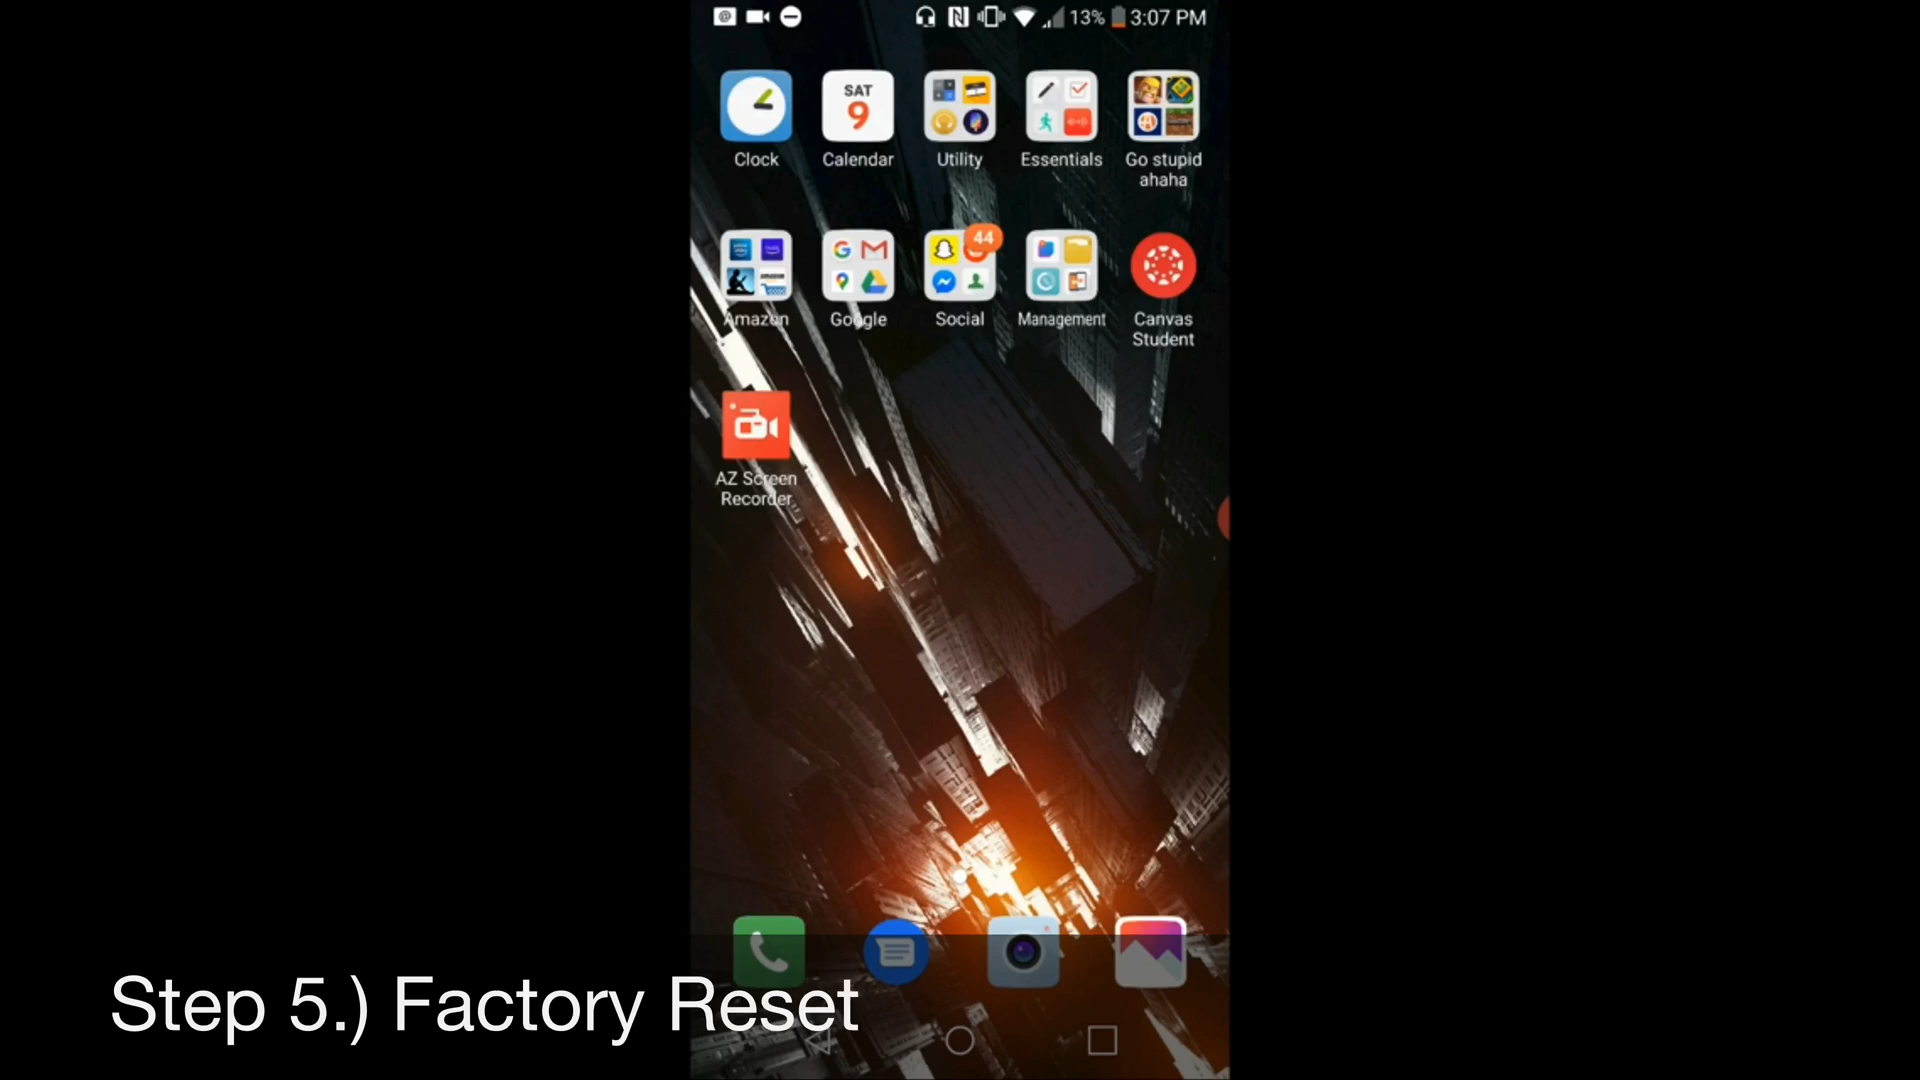 13% 3:07 PM
SAT
9
Clock
Calendar
Utility
Essentials
Go stupid
ahaha
44
Amazon
Google
Social
Management
Canvas
Student
AZ Screen
Recorder
Step 5.) Factory Reset